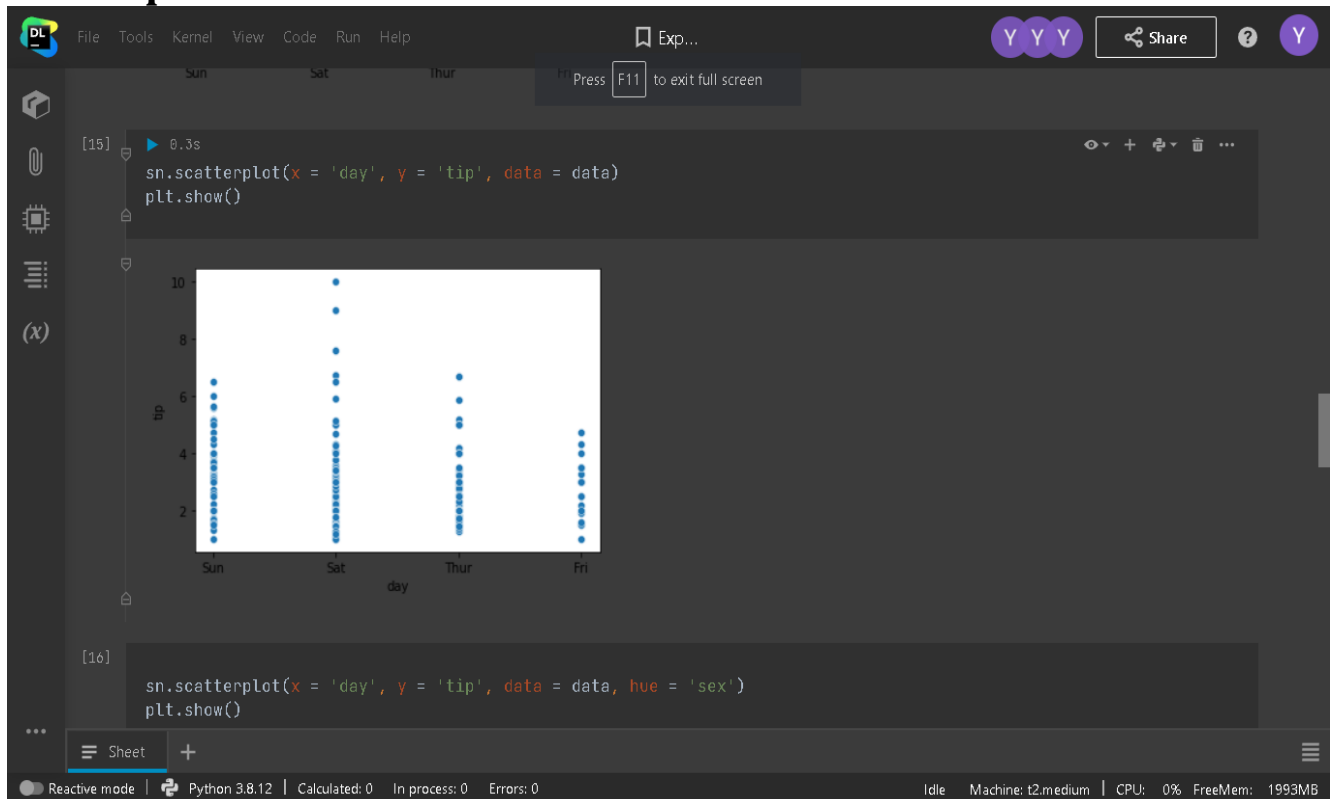 DL
File Tools Kernel View Code Run Help
Exp...
Y Y Y
Share
?
Y
Sun Sat Thur Fri
Press F11 to exit full screen
[15]
0.3s
sn.scatterplot(x = 'day', y = 'tip', data = data)
plt.show()
(x)
10
8
6
4
2
tip
Sun Sat Thur Fri
day
[16]
sn.scatterplot(x = 'day', y = 'tip', data = data, hue = 'sex')
plt.show()
Sheet +
Reactive mode | Python 3.8.12 | Calculated: 0 In process: 0 Errors: 0 Idle Machine: t2.medium | CPU: 0% FreeMem: 1993MB